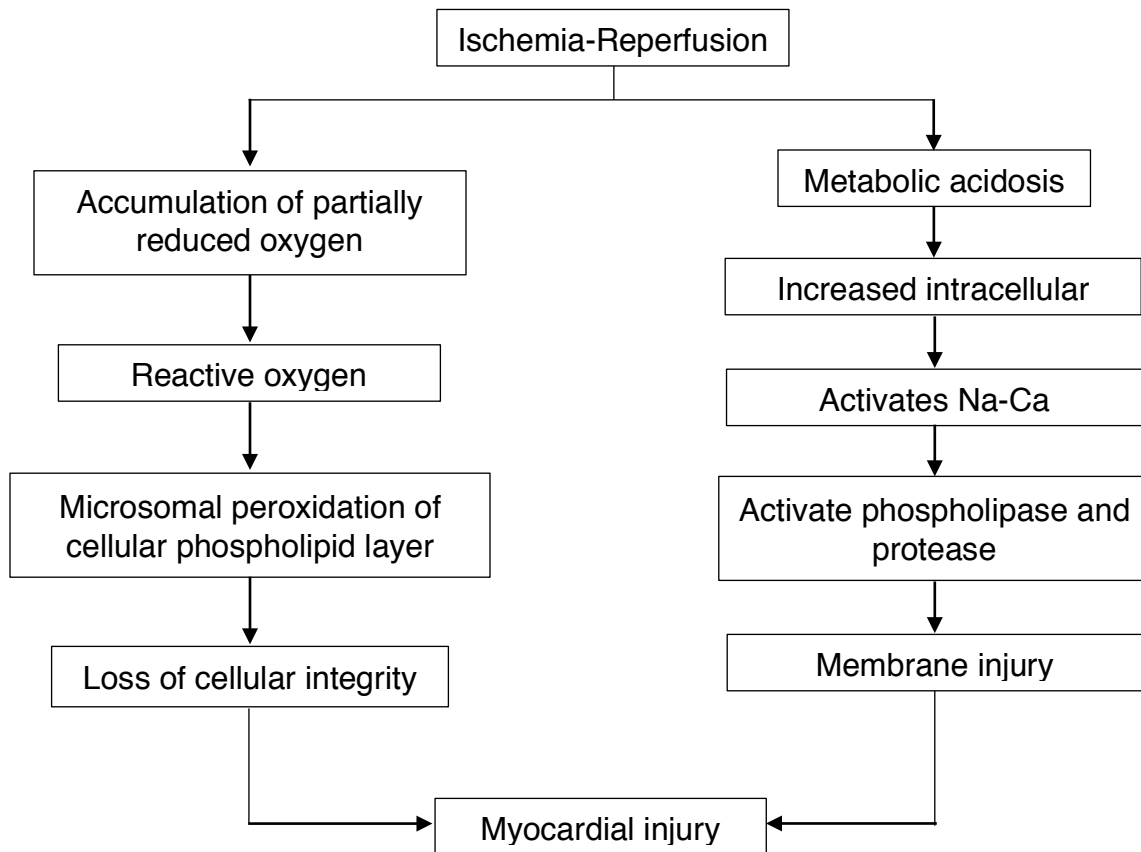 Ischemia-Reperfusion
Accumulation of partially
reduced oxygen
Reactive oxygen
Microsomal peroxidation of
cellular phospholipid layer
Loss of cellular integrity
Metabolic acidosis
Increased intracellular
Activates Na-Ca
Activate phospholipase and
protease
Membrane injury
Myocardial injury